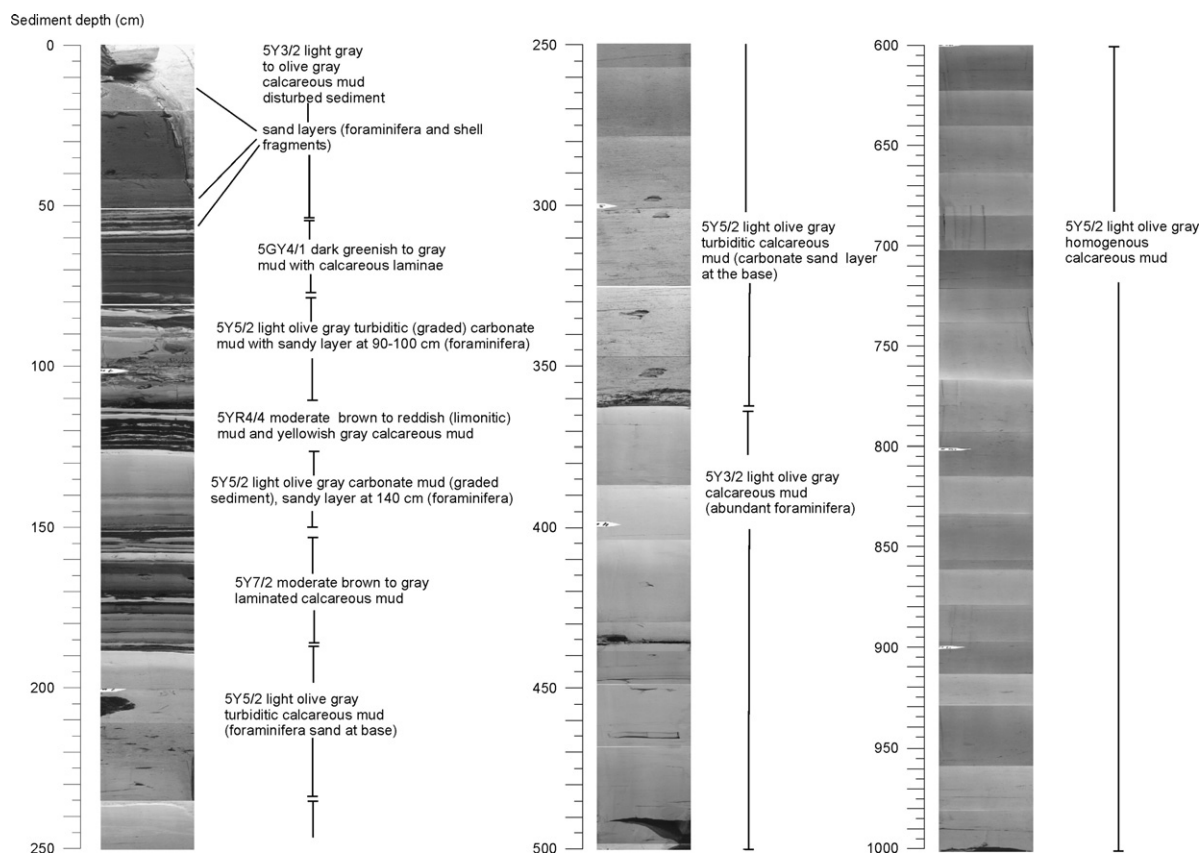 Sediment depth (cm)
0
50
100
150
200
250
5Y3/2 light gray
to olive gray
calcareous mud
disturbed sediment
sand layers (foraminifera and shell
fragments)
5GY4/1 dark greenish to gray
mud with calcareous laminae
5Y5/2 light olive gray turbiditic (graded) carbonate
mud with sandy layer at 90-100 cm (foraminifera)
5YR4/4 moderate brown to reddish (limonitic)
mud and yellowish gray calcareous mud
5Y5/2 light olive gray carbonate mud (graded
sediment), sandy layer at 140 cm (foraminifera)
5Y7/2 moderate brown to gray
laminated calcareous mud
5Y5/2 light olive gray
turbiditic calcareous mud
(foraminifera sand at base)
250
300
350
400
450
500
5Y5/2 light olive gray
turbiditic calcareous
mud (carbonate sand layer
at the base)
5Y3/2 light olive gray
calcareous mud
(abundant foraminifera)
600
650
700
750
800
850
900
950
1000
5Y5/2 light olive gray
homogenous
calcareous mud